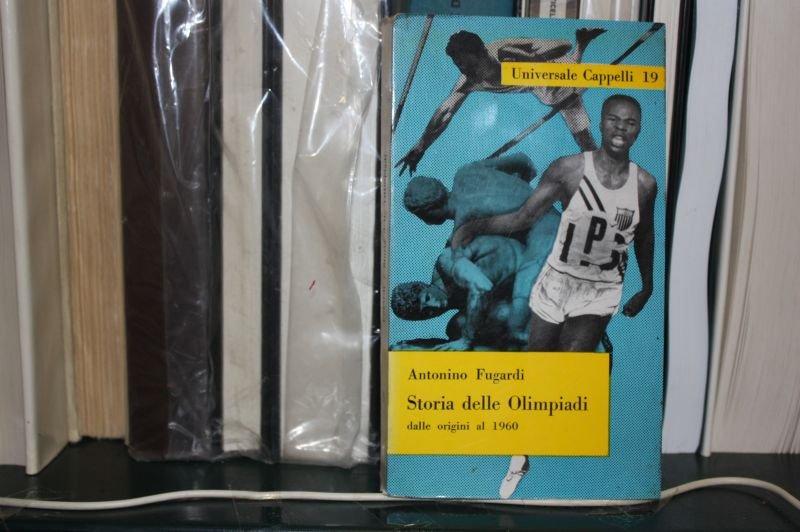 Universale Cappelli 19
Antonino Fugardi
Storia delle Olimpiadi
dalle origini al 1960